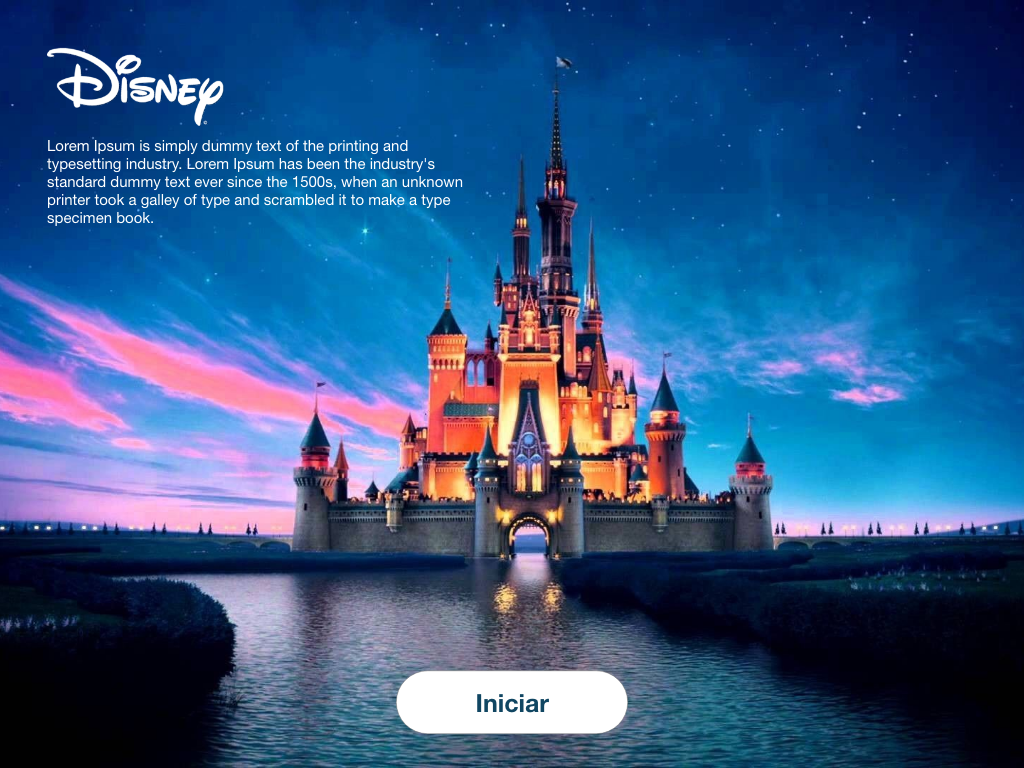 Disney
Lorem Ipsum is simply dummy text of the printing and
typesetting industry. Lorem Ipsum has been the industry's
standard dummy text ever since the 1500s, when an unknown
printer took a galley of type and scrambled it to make a type
specimen book.
Iniciar